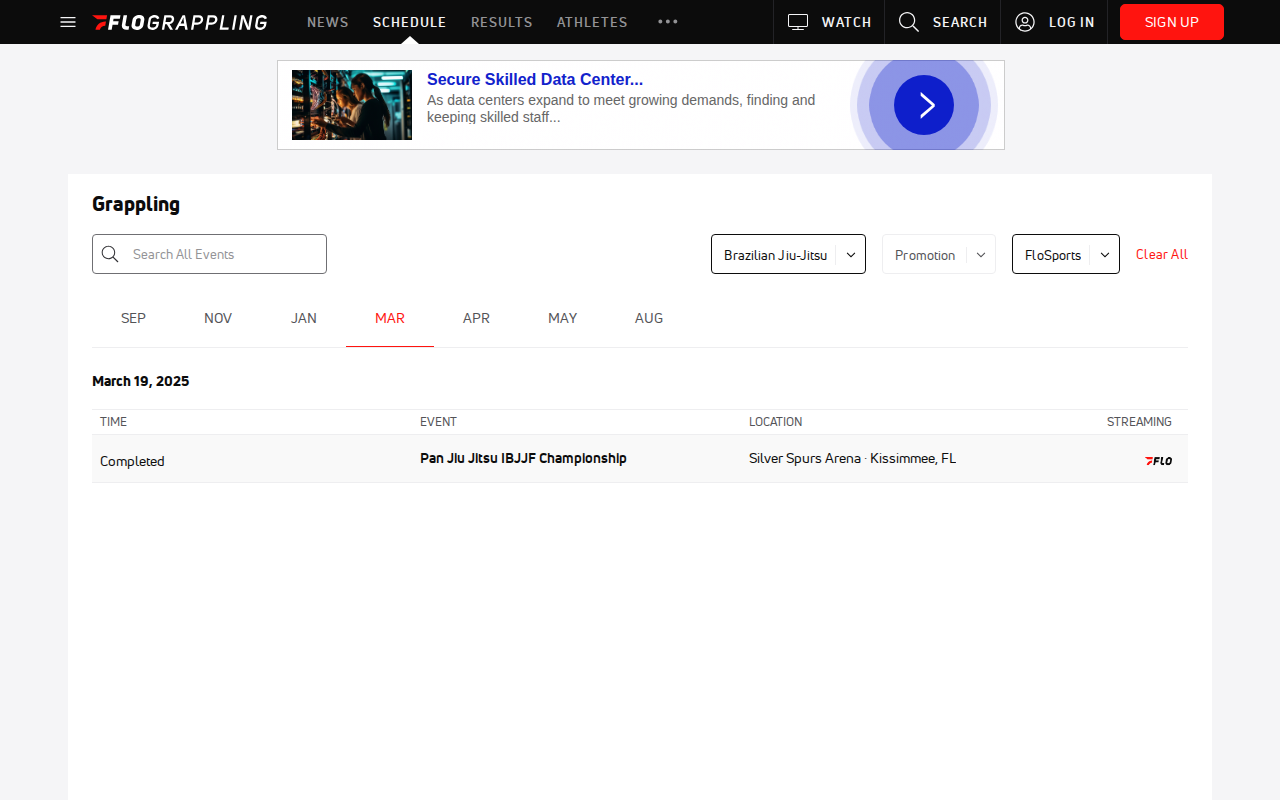 FLOGRAPPLING
NEWS
SCHEDULE
RESULTS
ATHLETES
WATCH
SEARCH
LOG IN
SIGN UP
Secure Skilled Data Center...
As data centers expand to meet growing demands, finding and
keeping skilled staff...
Grappling
Search All Events
Brazilian Jiu-Jitsu
Promotion
FloSports
Clear All
SEP
NOV
JAN
MAR
APR
MAY
AUG
March 19, 2025
TIME
EVENT
LOCATION
STREAMING
Completed
Pan Jiu Jitsu IBJJF Championship
Silver Spurs Arena · Kissimmee, FL
FLO